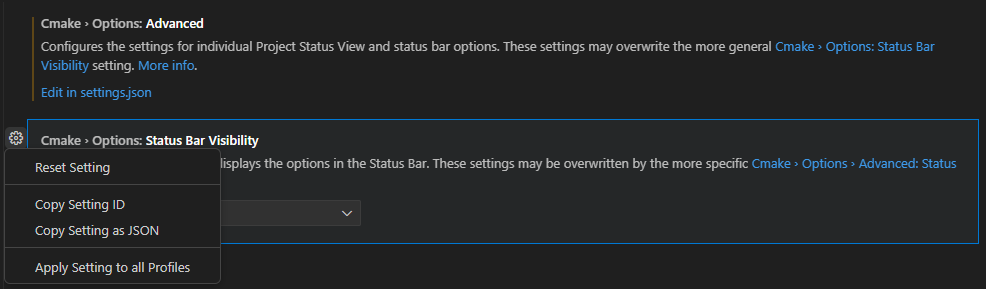 Cmake › Options: Advanced
Configures the settings for individual Project Status View and status bar options. These settings may overwrite the more general Cmake › Options: Status Bar
Visibility setting. More info.
Edit in settings.json
Cmake › Options: Status Bar Visibility
displays the options in the Status Bar. These settings may be overwritten by the more specific Cmake › Options › Advanced: Status
Reset Setting
Copy Setting ID
Copy Setting as JSON
Apply Setting to all Profiles